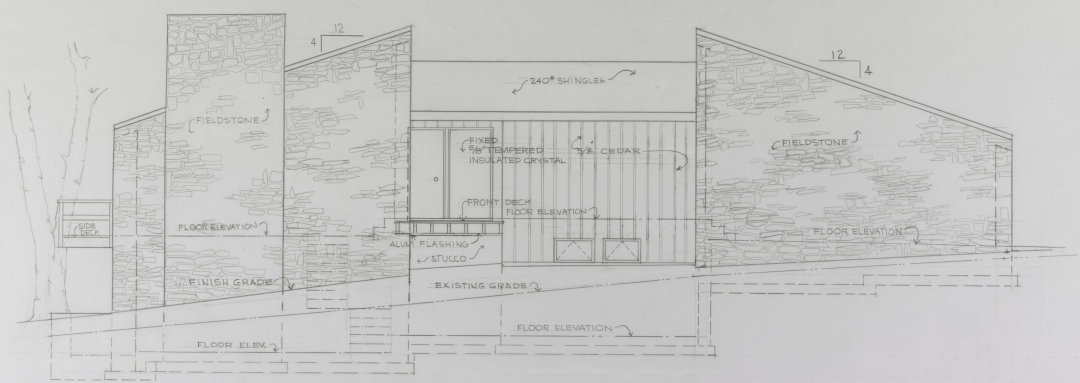 12
4
12
4
240# SHINGLES
FIELDSTONE
FIXED
5/8" TEMPERED
INSULATED CRYSTAL
5/8" CEDAR
FIELDSTONE
FRONT DECK
FLOOR ELEVATION
SIDE
DECK
FLOOR ELEVATION
FLOOR ELEVATION
ALUM FLASHING
STUCCO
FINISH GRADE
EXISTING GRADE
FLOOR ELEVATION
FLOOR ELEV.